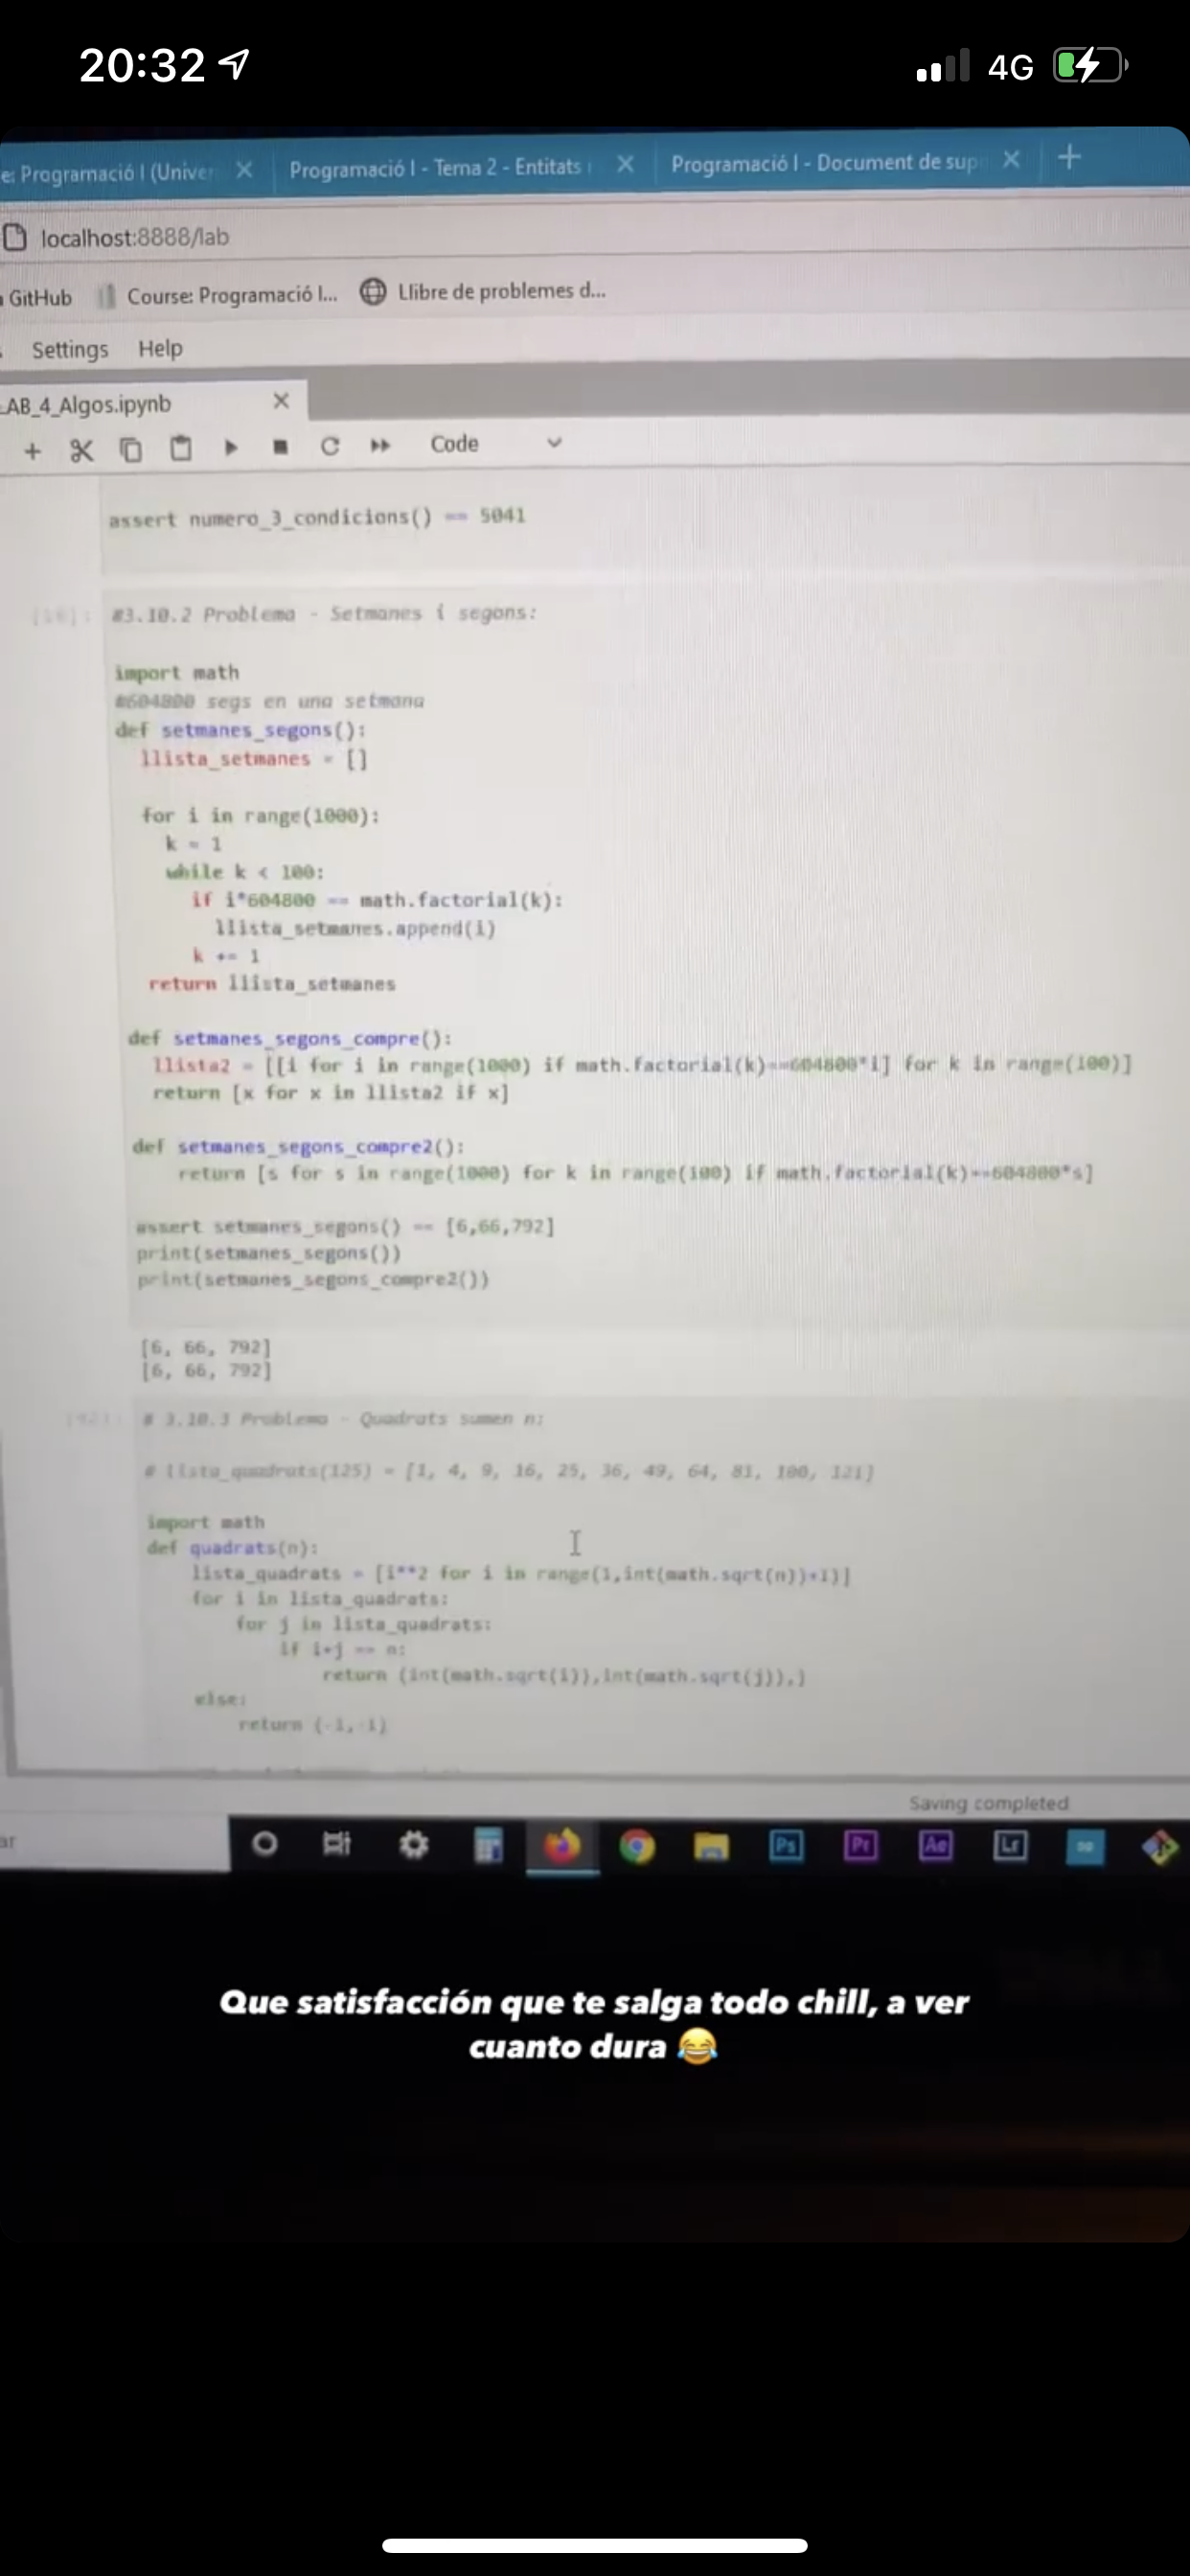 20:32
4G
e: Programació I (Univer
Programació I - Tema 2 - Entitats
Programació I - Document de sup
localhost:8888/lab
GitHub
Course: Programació I...
Llibre de problemes d...
Settings
Help
AB_4_Algos.ipynb
Code
assert numero_3_condicions() == 5041
#3.10.2 Problema - Setmanes i segons:
import math
#604800 segs en una setmana
def setmanes_segons():
llista_setmanes = []
for i in range(1000):
k = 1
while k < 100:
if i*604800 == math.factorial(k):
llista_setmanes.append(i)
k += 1
return llista_setmanes
def setmanes_segons_compre():
llista2 = [[i for i in range(1000) if math.factorial(k)==604800*i] for k in range(100)]
return [x for x in llista2 if x]
def setmanes_segons_compre2():
return [s for s in range(1000) for k in range(100) if math.factorial(k)==604800*s]
assert setmanes_segons() == [6,66,792]
print(setmanes_segons())
print(setmanes_segons_compre2())
[6, 66, 792]
[6, 66, 792]
# 3.10.3 Problema - Quadrats sumen n:
# lista_quadrats(125) = [1, 4, 9, 16, 25, 36, 49, 64, 81, 100, 121]
import math
def quadrats(n):
lista_quadrats = [i**2 for i in range(1,int(math.sqrt(n))+1)]
for i in lista_quadrats:
for j in lista_quadrats:
if i+j == n:
return (int(math.sqrt(i)),int(math.sqrt(j)),)
else:
return (-1,-1)
Saving completed
ar
Ps
Pr
Ae
Lr
Que satisfacción que te salga todo chill, a ver
cuanto dura 😂